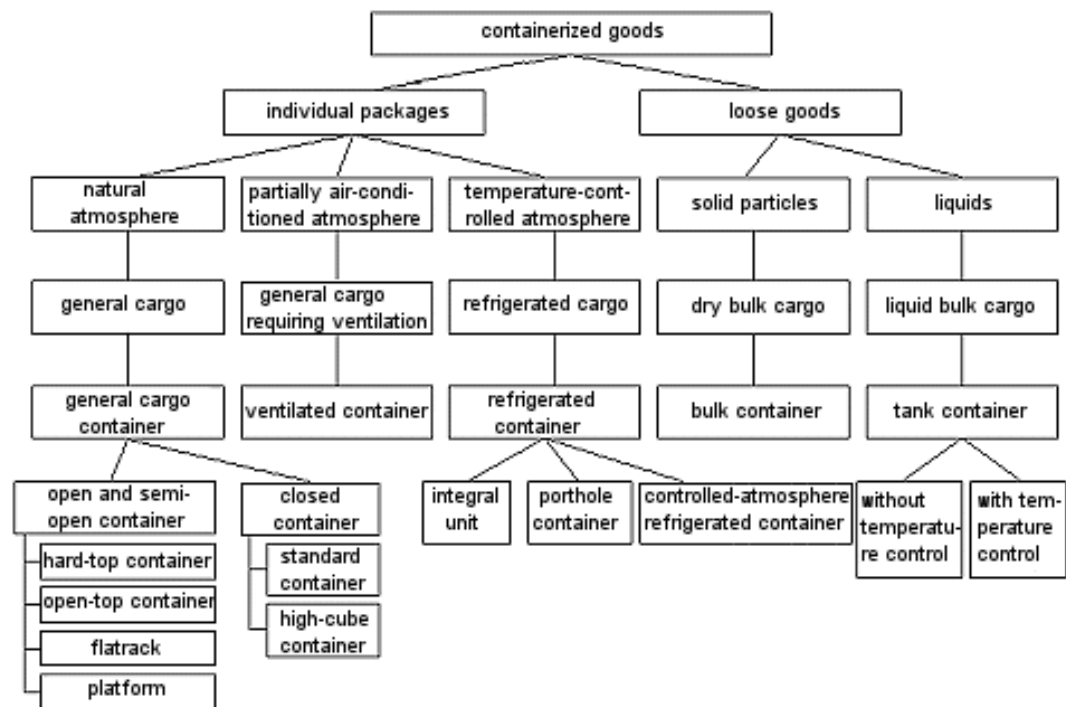 containerized goods
individual packages
loose goods
natural
atmosphere
partially air-condi-
tioned atmosphere
temperature-cont-
rolled atmosphere
solid particles
liquids
general cargo
general cargo
requiring ventilation
refrigerated cargo
dry bulk cargo
liquid bulk cargo
general cargo
container
ventilated container
refrigerated
container
bulk container
tank container
open and semi-
open container
closed
container
integral
unit
porthole
container
controlled-atmosphere
refrigerated container
without
temperatu-
re control
with tem-
perature
control
hard-top container
open-top container
flatrack
platform
standard
container
high-cube
container